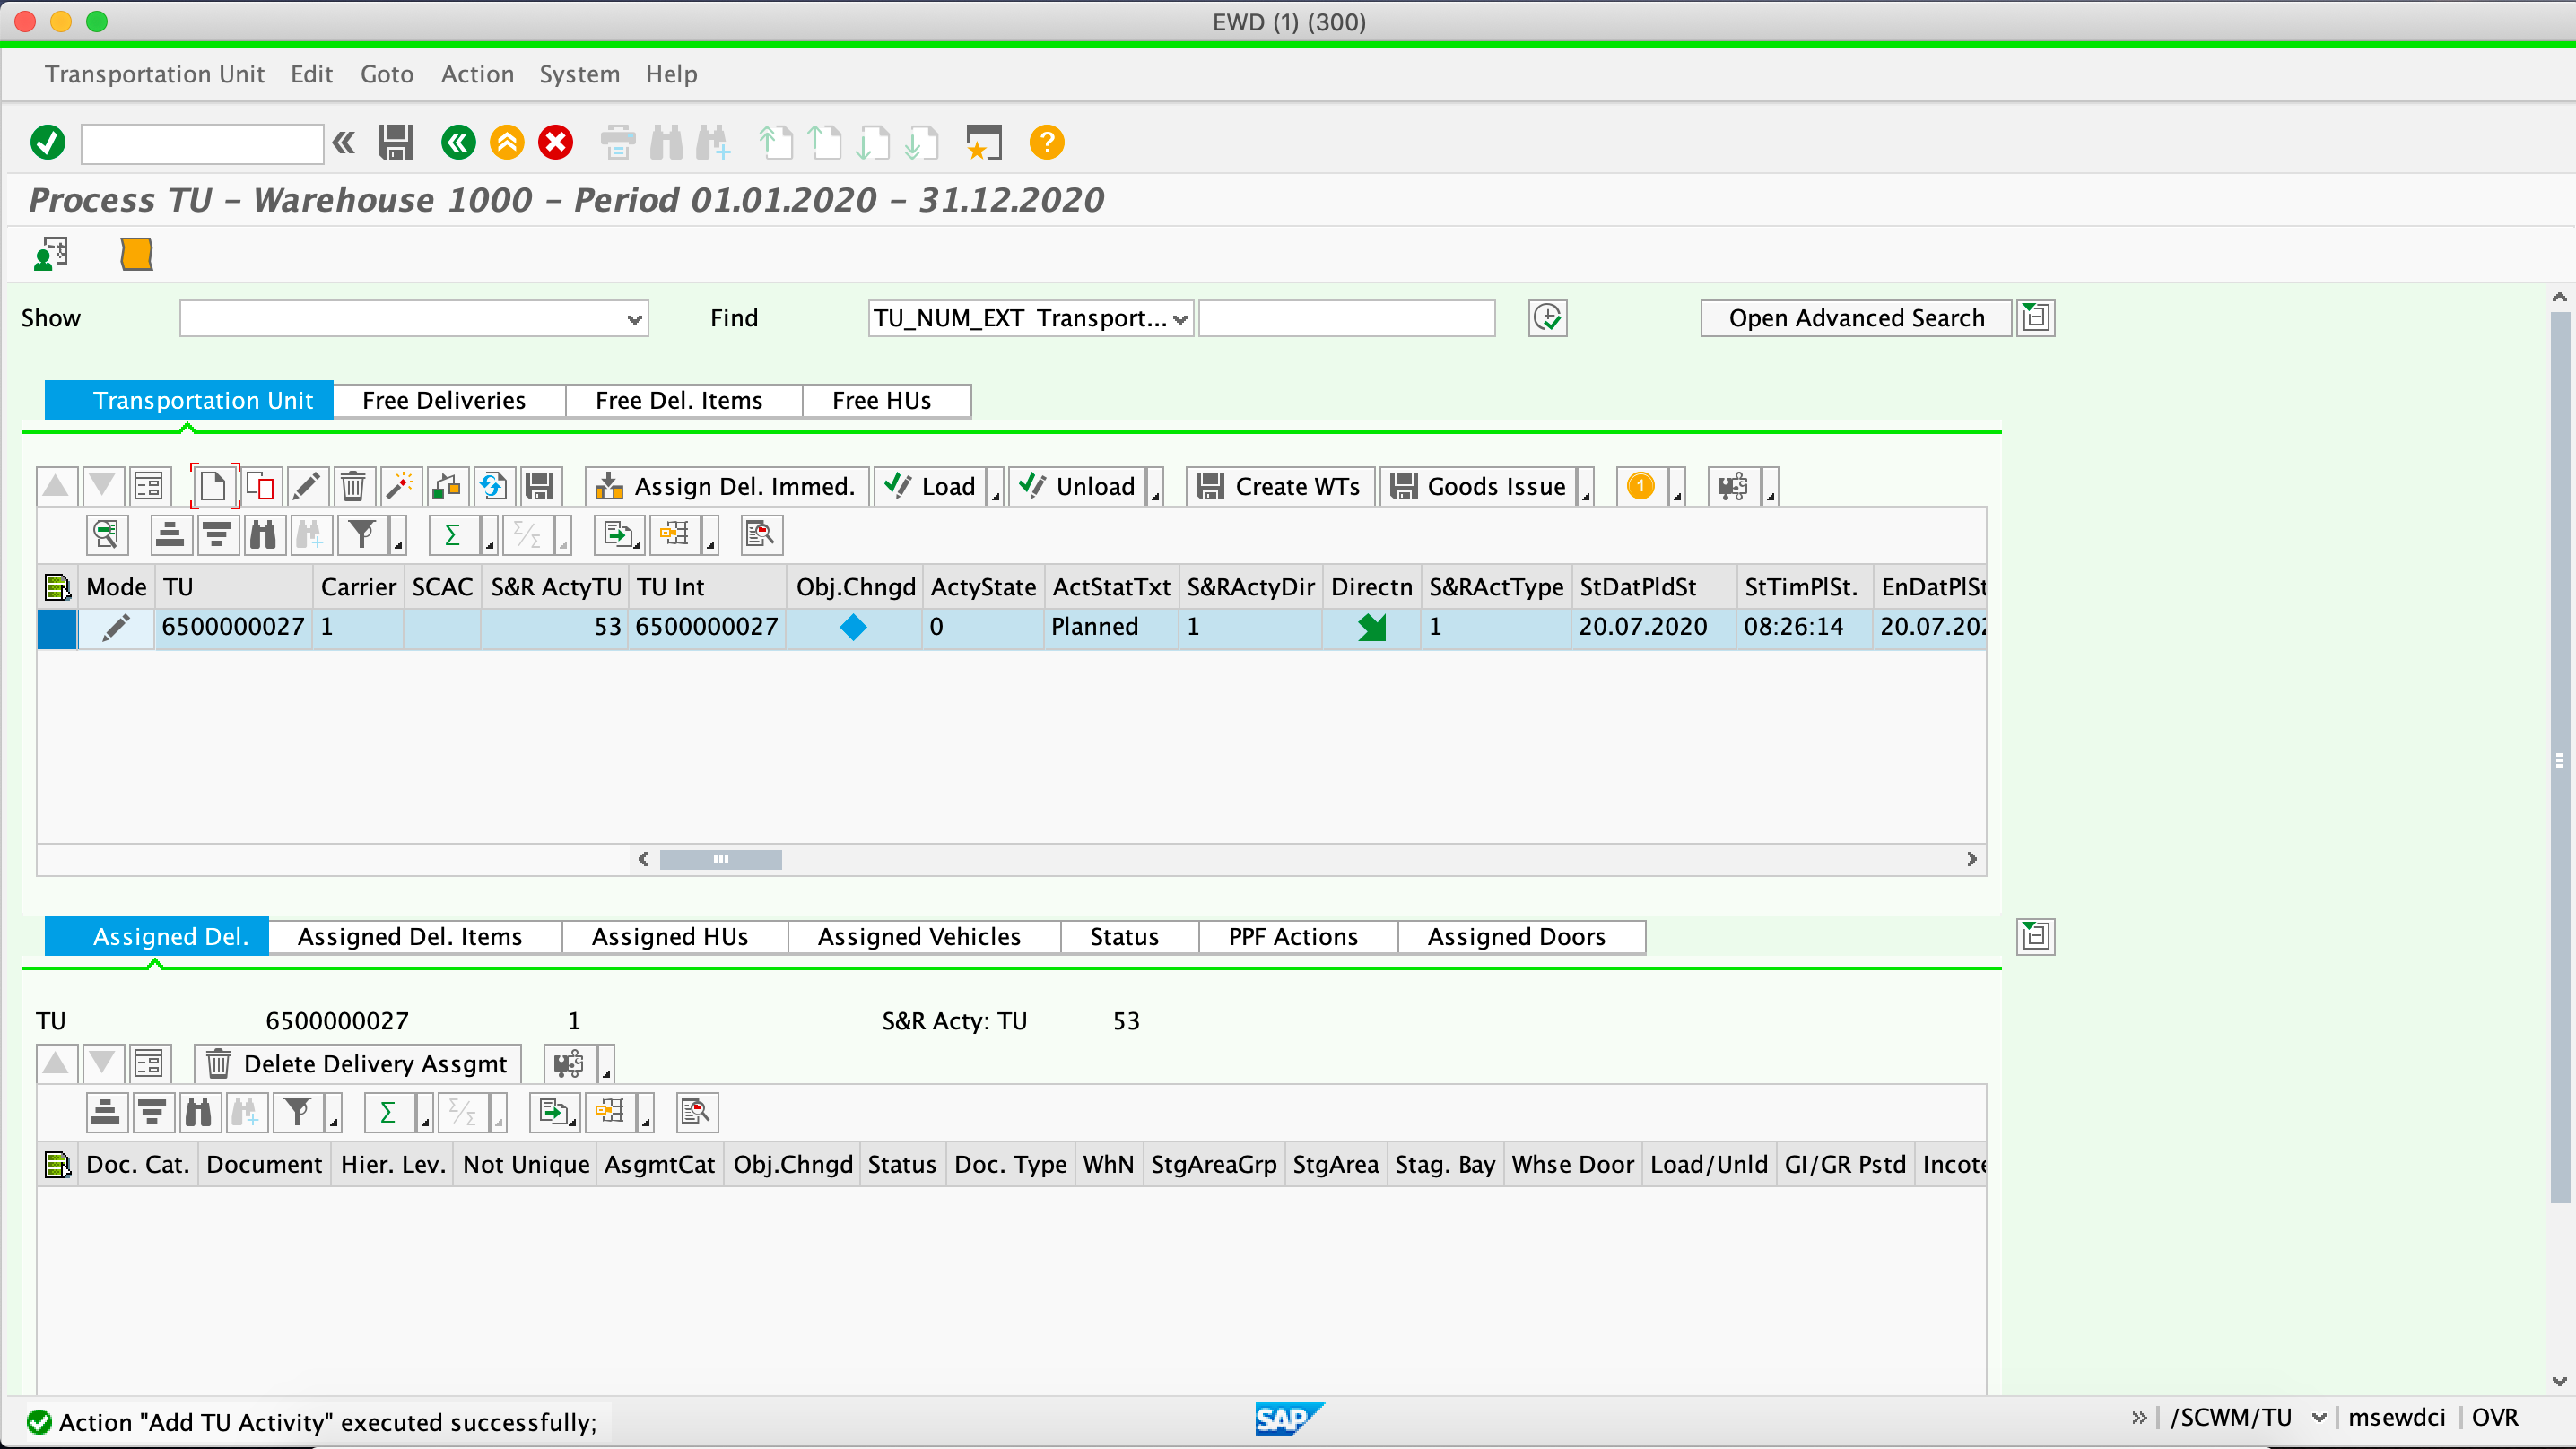 EWD (1) (300)
Transportation Unit Edit Goto Action System Help
Process TU – Warehouse 1000 – Period 01.01.2020 – 31.12.2020
Show Find TU_NUM_EXT Transport... Open Advanced Search
Transportation Unit Free Deliveries Free Del. Items Free HUs
Assign Del. Immed. Load Unload Create WTs Goods Issue 1
Mode TU Carrier SCAC S&R ActyTU TU Int Obj.Chngd ActyState ActStatTxt S&RActyDir Directn S&RActType StDatPldSt StTimPlSt. EnDatPlSt
6500000027 1 53 6500000027 0 Planned 1 1 20.07.2020 08:26:14 20.07.202
Assigned Del. Assigned Del. Items Assigned HUs Assigned Vehicles Status PPF Actions Assigned Doors
TU 6500000027 1 S&R Acty: TU 53
Delete Delivery Assgmt
Doc. Cat. Document Hier. Lev. Not Unique AsgmtCat Obj.Chngd Status Doc. Type WhN StgAreaGrp StgArea Stag. Bay Whse Door Load/Unld GI/GR Pstd Incote
Action "Add TU Activity" executed successfully; SAP /SCWM/TU msewdci OVR